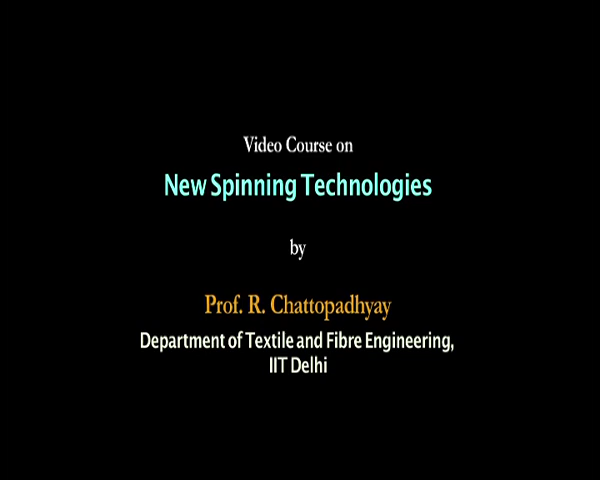 Video Course on
New Spinning Technologies
by
Prof. R. Chattopadhyay
Department of Textile and Fibre Engineering,
IIT Delhi